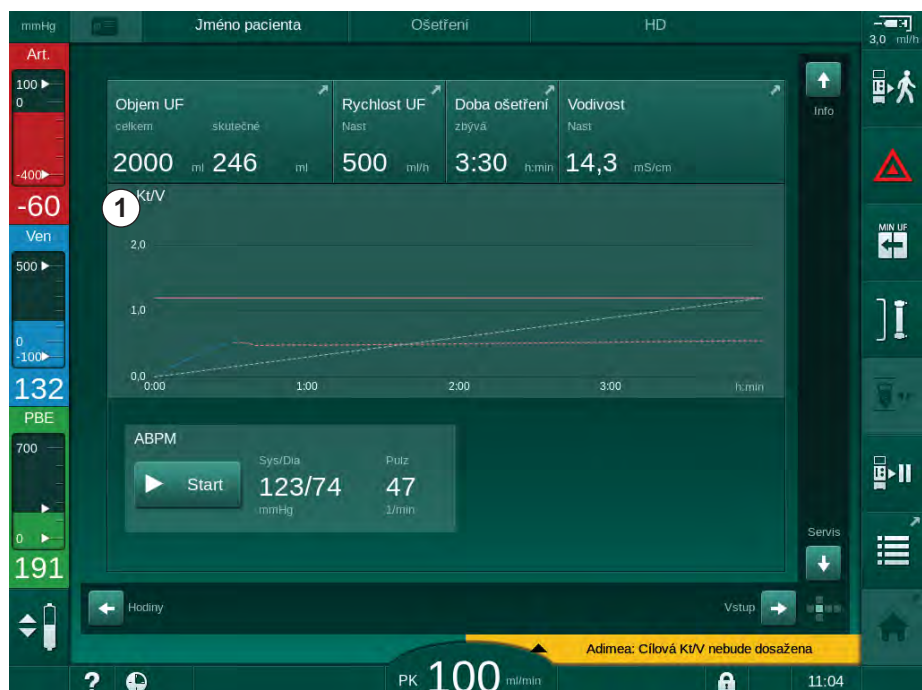 mmHg Jméno pacienta Ošetření HD
3,0 ml/h
Art.
100
0
-400
-60
Ven
500
0
-100
132
PBE
700
0
191
Objem UF Rychlost UF Doba ošetření Vodivost
celkem skutečné Nast zbývá Nast
2000 ml 246 ml 500 ml/h 3:30 h:min 14,3 mS/cm
1 Kt/V
2,0
1,0
0,0
0:00 1:00 2:00 3:00 h:min
ABPM
Sys/Dia Pulz
Start 123/74 47
mmHg 1/min
Info
Servis
MIN UF
Hodiny Vstup
Adimea: Cílová Kt/V nebude dosažena
? PK 100 ml/min 11:04